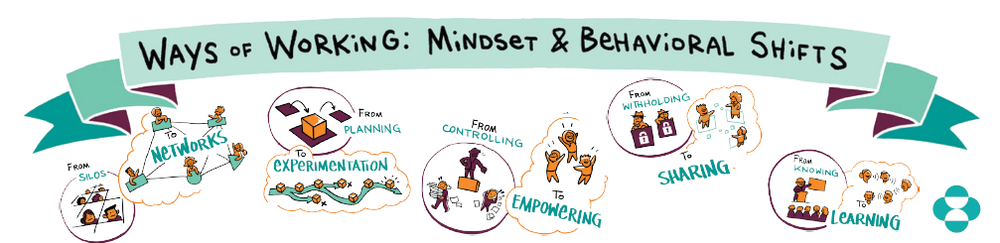 WAYS OF WORKING: MINDSET & BEHAVIORAL SHIFTS
FROM
SILOS
TO
NETWORKS
FROM
PLANNING
TO
EXPERIMENTATION
FROM
CONTROLLING
TO
EMPOWERING
FROM
WITHHOLDING
TO
SHARING
FROM
KNOWING
TO
LEARNING